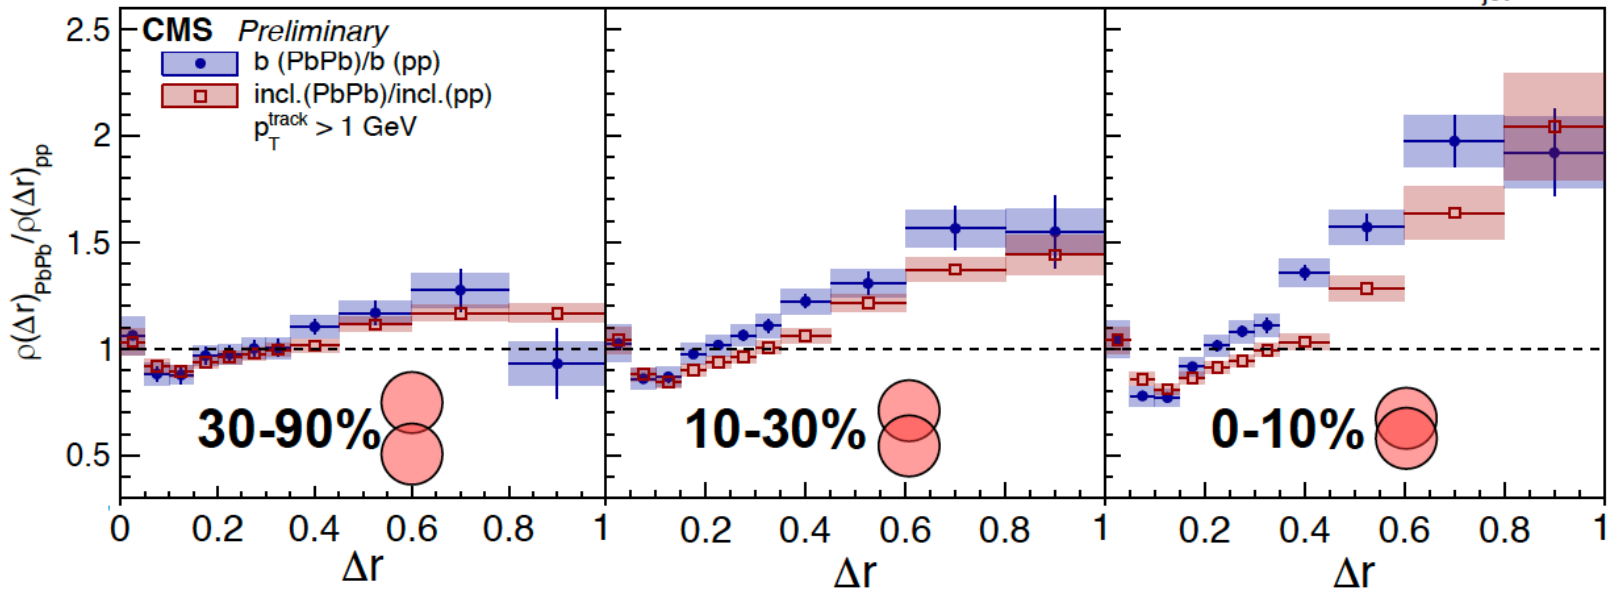 CMS Preliminary
b (PbPb)/b (pp)
incl.(PbPb)/incl.(pp)
p_T^track > 1 GeV
ρ(Δr)_PbPb/ρ(Δr)_pp
2.5
2
1.5
1
0.5
30-90%
10-30%
0-10%
0 0.2 0.4 0.6 0.8 1
0.2 0.4 0.6 0.8 1
0.2 0.4 0.6 0.8 1
Δr
Δr
Δr